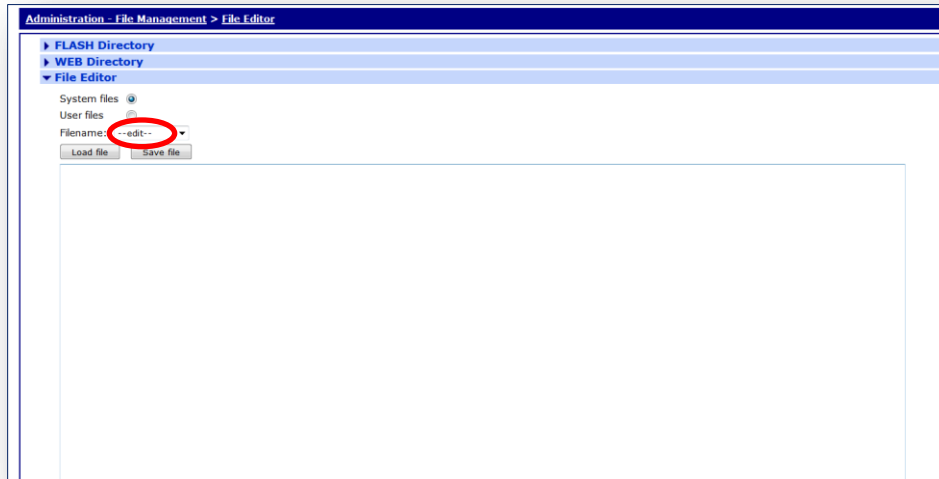 Administration - File Management > File Editor
FLASH Directory
WEB Directory
File Editor
System files
User files
Filename: --edit--
Load file Save file